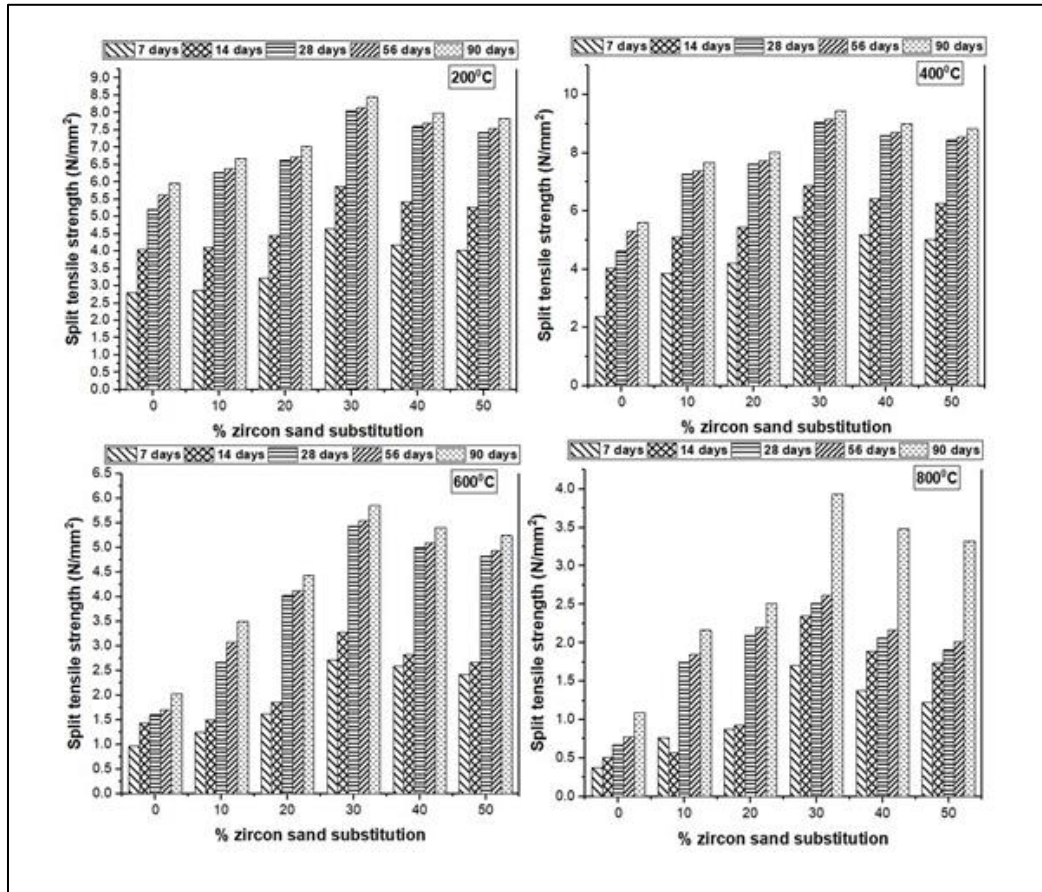 7 days 14 days 28 days 56 days 90 days
200⁰C
Split tensile strength (N/mm²)
9.0
8.5
8.0
7.5
7.0
6.5
6.0
5.5
5.0
4.5
4.0
3.5
3.0
2.5
2.0
1.5
1.0
0.5
0.0
0 10 20 30 40 50
% zircon sand substitution
7 days 14 days 28 days 56 days 90 days
400⁰C
Split tensile strength (N/mm²)
10
8
6
4
2
0
0 10 20 30 40 50
% zircon sand substitution
7 days 14 days 28 days 56 days 90 days
600⁰C
Split tensile strength (N/mm²)
6.5
6.0
5.5
5.0
4.5
4.0
3.5
3.0
2.5
2.0
1.5
1.0
0.5
0.0
0 10 20 30 40 50
% zircon sand substitution
7 days 14 days 28 days 56 days 90 days
800⁰C
Split tensile strength (N/mm²)
4.0
3.5
3.0
2.5
2.0
1.5
1.0
0.5
0.0
0 10 20 30 40 50
% zircon sand substitution